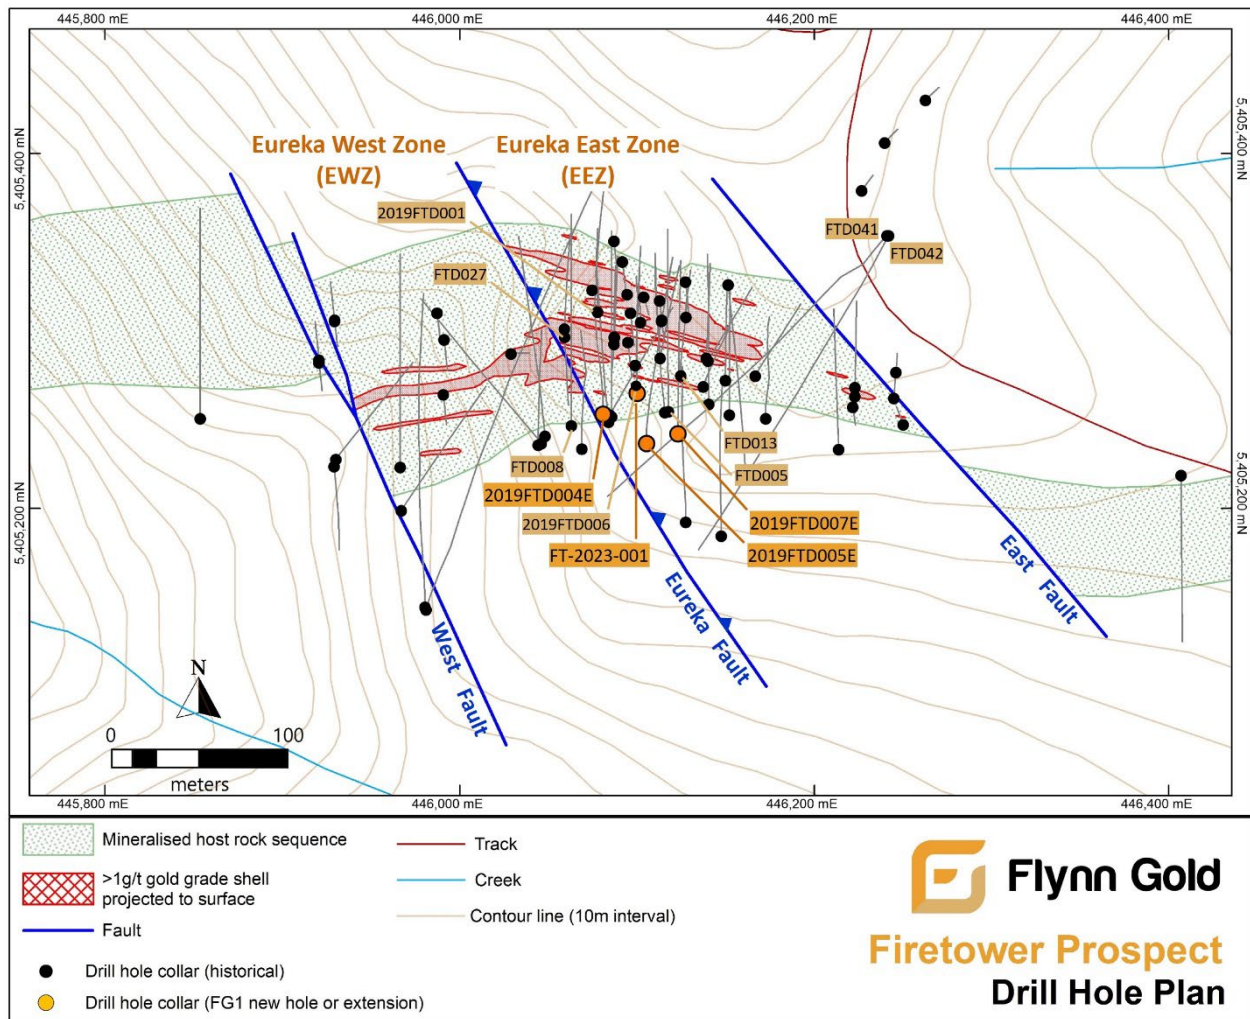 445,800 mE
446,000 mE
446,200 mE
446,400 mE
5,405,400 mN
5,405,400 mN
Eureka West Zone
(EWZ)
Eureka East Zone
(EEZ)
2019FTD001
FTD027
FTD041
FTD042
FTD013
FTD008
FTD005
2019FTD004E
2019FTD006
2019FTD007E
FT-2023-001
2019FTD005E
5,405,200 mN
5,405,200 mN
West Fault
Eureka Fault
East Fault
N
0 100
meters
445,800 mE
446,000 mE
446,200 mE
446,400 mE
Mineralised host rock sequence
>1g/t gold grade shell
projected to surface
Fault
Drill hole collar (historical)
Drill hole collar (FG1 new hole or extension)
Track
Creek
Contour line (10m interval)
Flynn Gold
Firetower Prospect
Drill Hole Plan